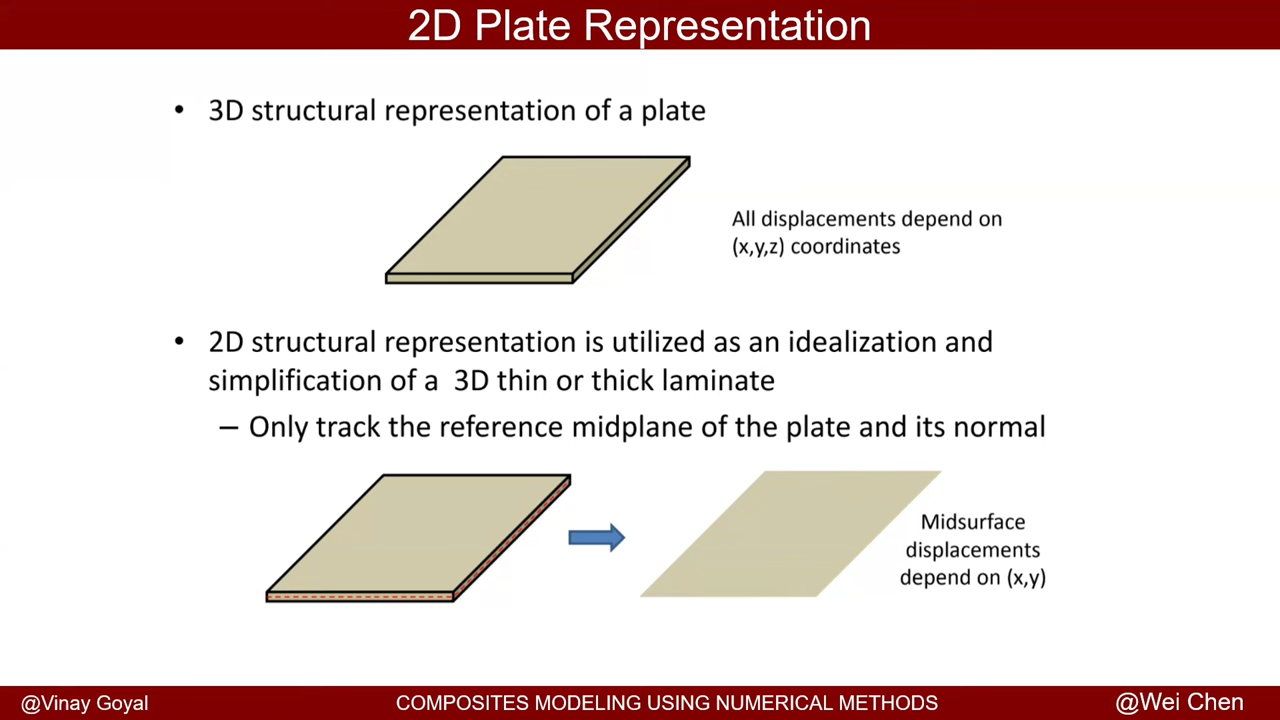 2D Plate Representation
• 3D structural representation of a plate
All displacements depend on
(x,y,z) coordinates
• 2D structural representation is utilized as an idealization and
simplification of a 3D thin or thick laminate
– Only track the reference midplane of the plate and its normal
Midsurface
displacements
depend on (x,y)
@Vinay Goyal
COMPOSITES MODELING USING NUMERICAL METHODS
@Wei Chen